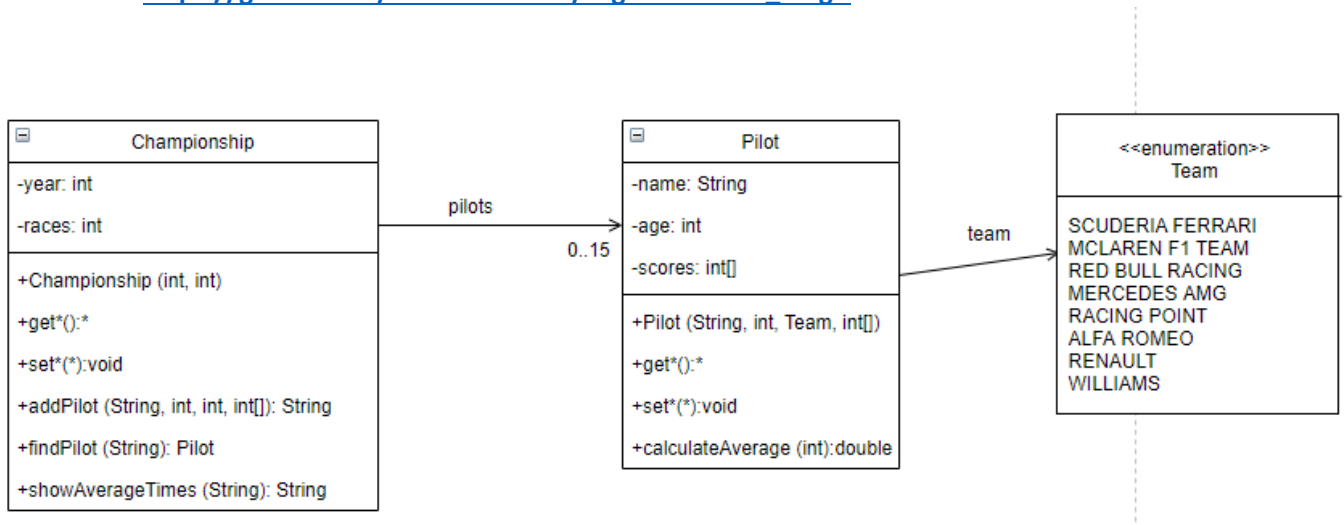 Championship
-year: int
-races: int
+Championship (int, int)
+get*():*
+set*(*):void
+addPilot (String, int, int, int[]): String
+findPilot (String): Pilot
+showAverageTimes (String): String
pilots
0..15
Pilot
-name: String
-age: int
-scores: int[]
+Pilot (String, int, Team, int[])
+get*():*
+set*(*):void
+calculateAverage (int):double
team
<<enumeration>>
Team
SCUDERIA FERRARI
MCLAREN F1 TEAM
RED BULL RACING
MERCEDES AMG
RACING POINT
ALFA ROMEO
RENAULT
WILLIAMS